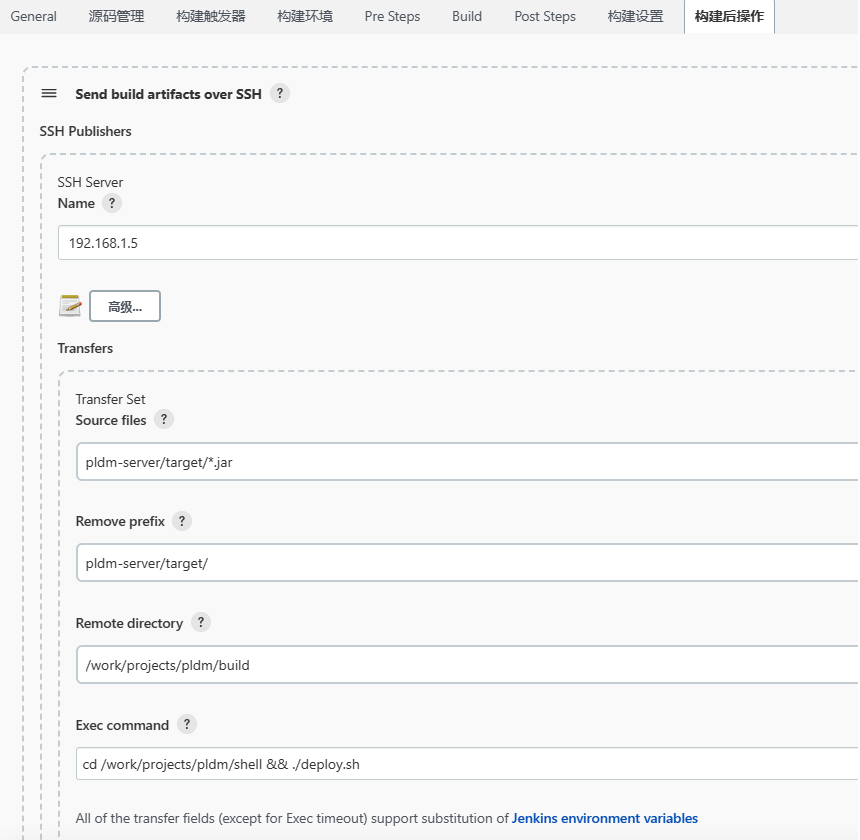 General 源码管理 构建触发器 构建环境 Pre Steps Build Post Steps 构建设置 构建后操作
Send build artifacts over SSH ?
SSH Publishers
SSH Server
Name ?
192.168.1.5
高级...
Transfers
Transfer Set
Source files ?
pldm-server/target/*.jar
Remove prefix ?
pldm-server/target/
Remote directory ?
/work/projects/pldm/build
Exec command ?
cd /work/projects/pldm/shell && ./deploy.sh
All of the transfer fields (except for Exec timeout) support substitution of Jenkins environment variables